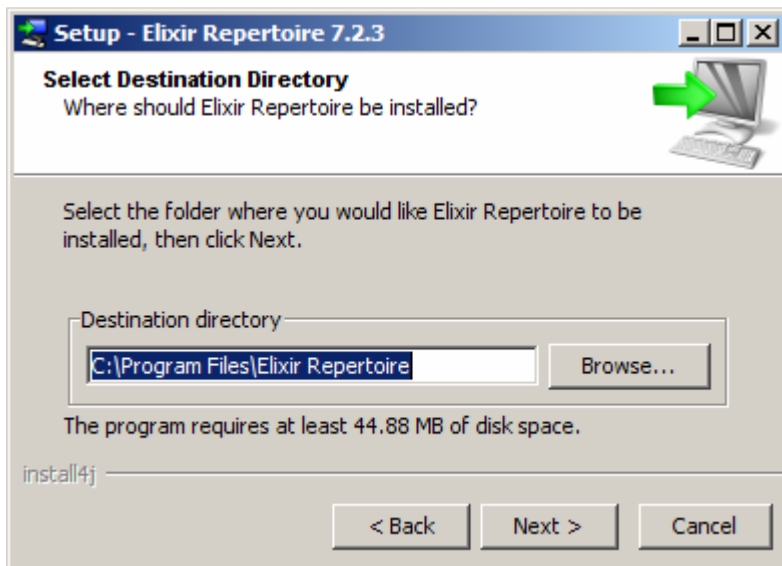 Setup - Elixir Repertoire 7.2.3
Select Destination Directory
Where should Elixir Repertoire be installed?
Select the folder where you would like Elixir Repertoire to be
installed, then click Next.
Destination directory
C:\Program Files\Elixir Repertoire
Browse...
The program requires at least 44.88 MB of disk space.
install4j
< Back
Next >
Cancel